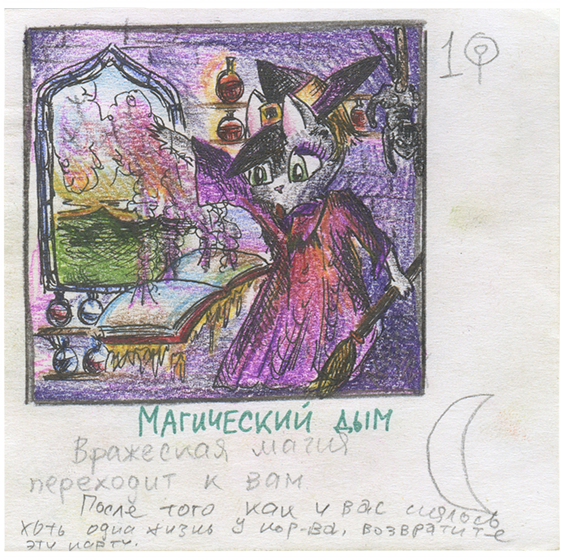 1
МАГИЧЕСКИЙ ДЫМ
Вражеская магия
переходит к вам
После того как у вас снялось
хоть одна жизнь у кор-ва, возвратите
эту карту.